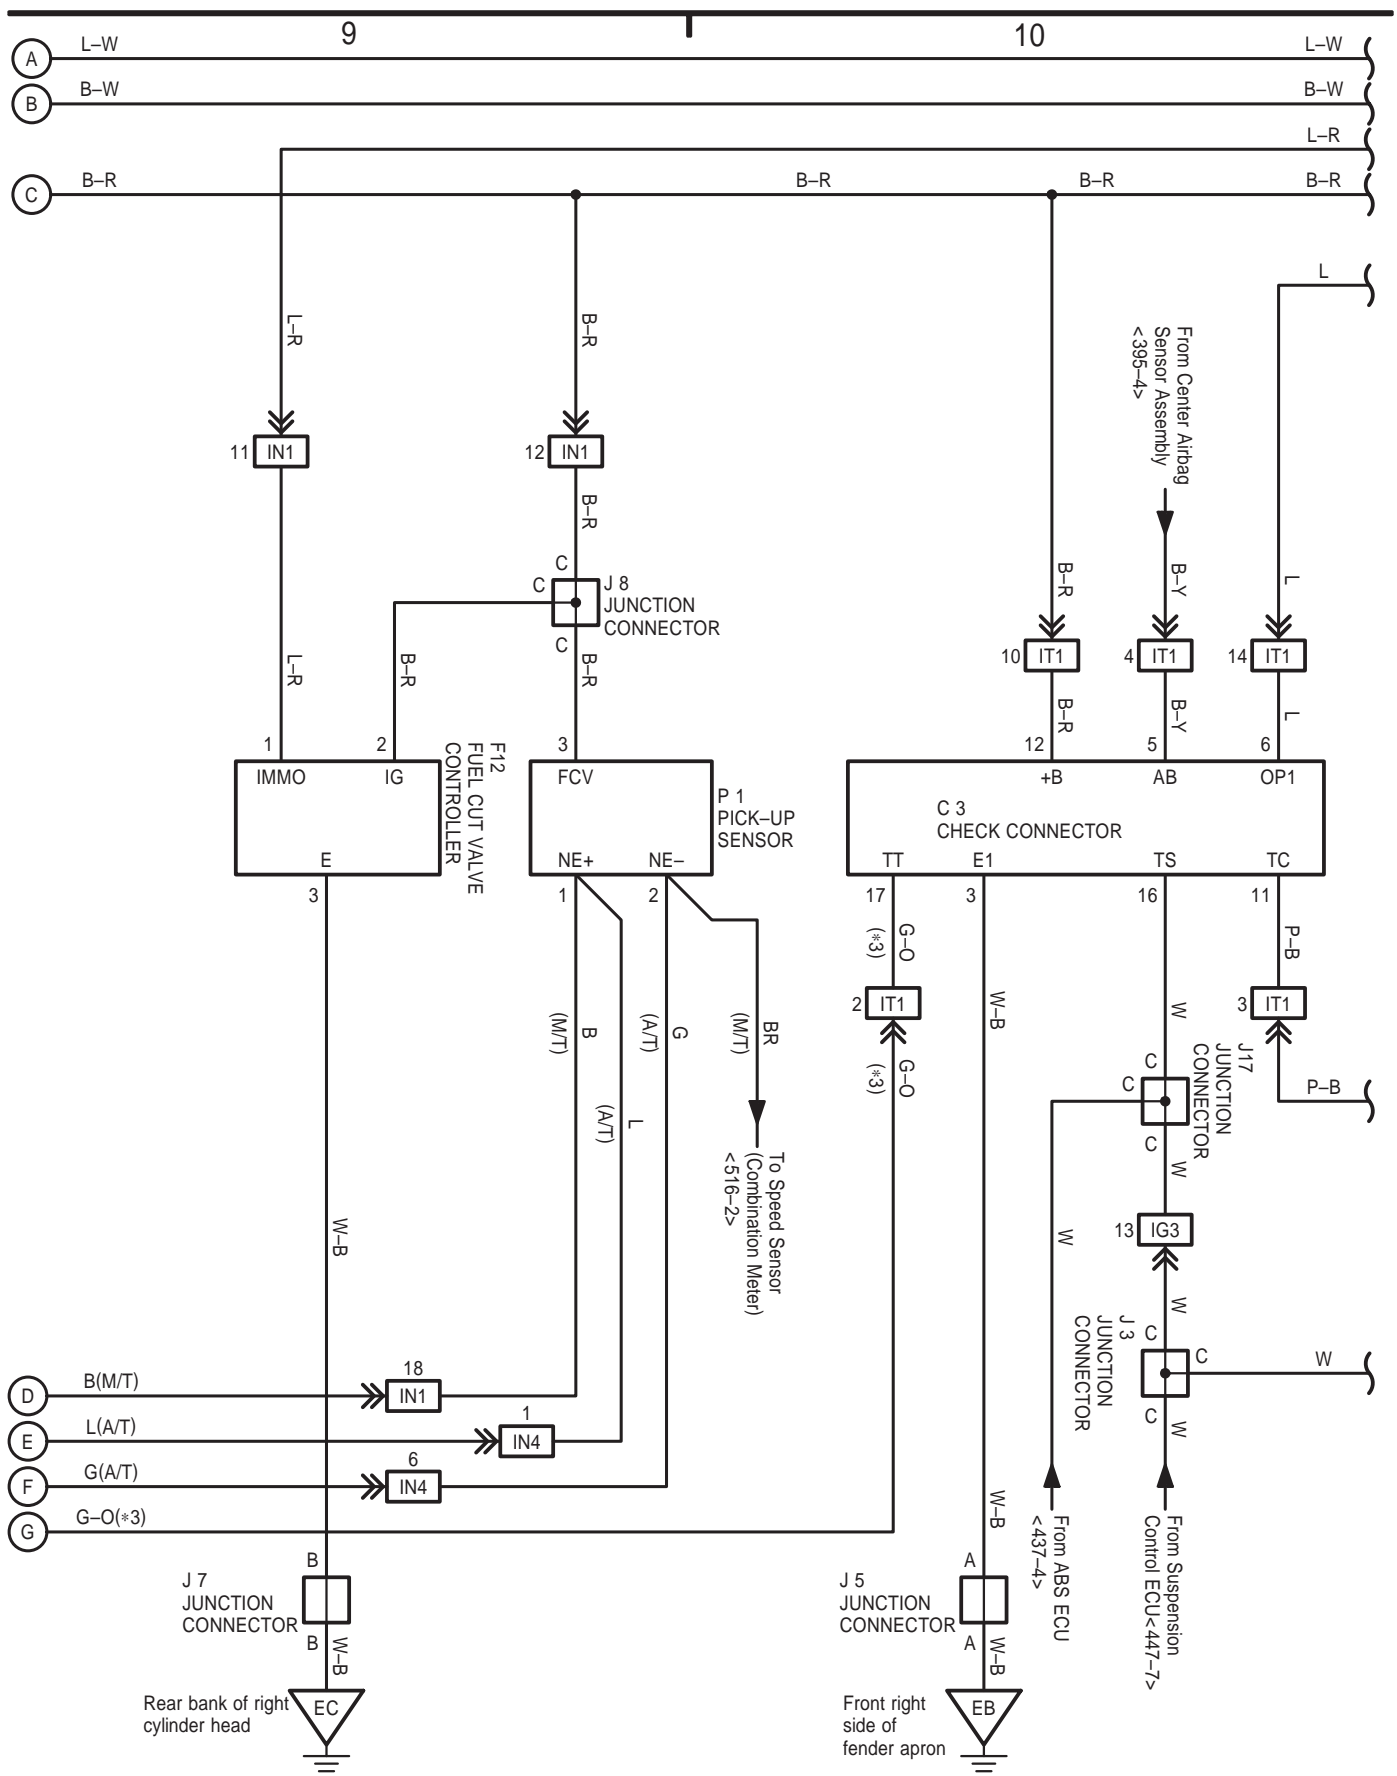 9
10
A
L–W
L–W
B
B–W
B–W
L–R
C
B–R
B–R
B–R
B–R
L
L–R
B–R
From Center Airbag
Sensor Assembly
<395–4>
11
IN1
12
IN1
B–R
C
C
J 8
JUNCTION
CONNECTOR
C
B–R
B–Y
L
10
IT1
4
IT1
14
IT1
L–R
B–R
B–R
B–R
B–Y
L
1
2
3
12
5
6
IMMO
IG
E
F12
FUEL CUT VALVE
CONTROLLER
FCV
NE+
NE–
P 1
PICK–UP
SENSOR
+B
AB
OP1
C 3
CHECK CONNECTOR
TT
E1
TS
TC
3
1
2
17
3
16
11
G–O
(*3)
P–B
2
IT1
3
IT1
B
(M/T)
G
(A/T)
BR
(M/T)
W–B
W
G–O
(*3)
L
(A/T)
C
C
C
J17
JUNCTION
CONNECTOR
P–B
To Speed Sensor
(Combination Meter)
<516–2>
W
W–B
W
13
IG3
W
J 3
JUNCTION
CONNECTOR
C
C
C
W
W
D
B(M/T)
18
IN1
E
L(A/T)
1
IN4
F
G(A/T)
6
IN4
G
G–O(*3)
W–B
From ABS ECU
<437–4>
From Suspension
Control ECU<447–7>
B
J 7
JUNCTION
CONNECTOR
B
W–B
A
J 5
JUNCTION
CONNECTOR
A
W–B
Rear bank of right
cylinder head
EC
Front right
side of
fender apron
EB